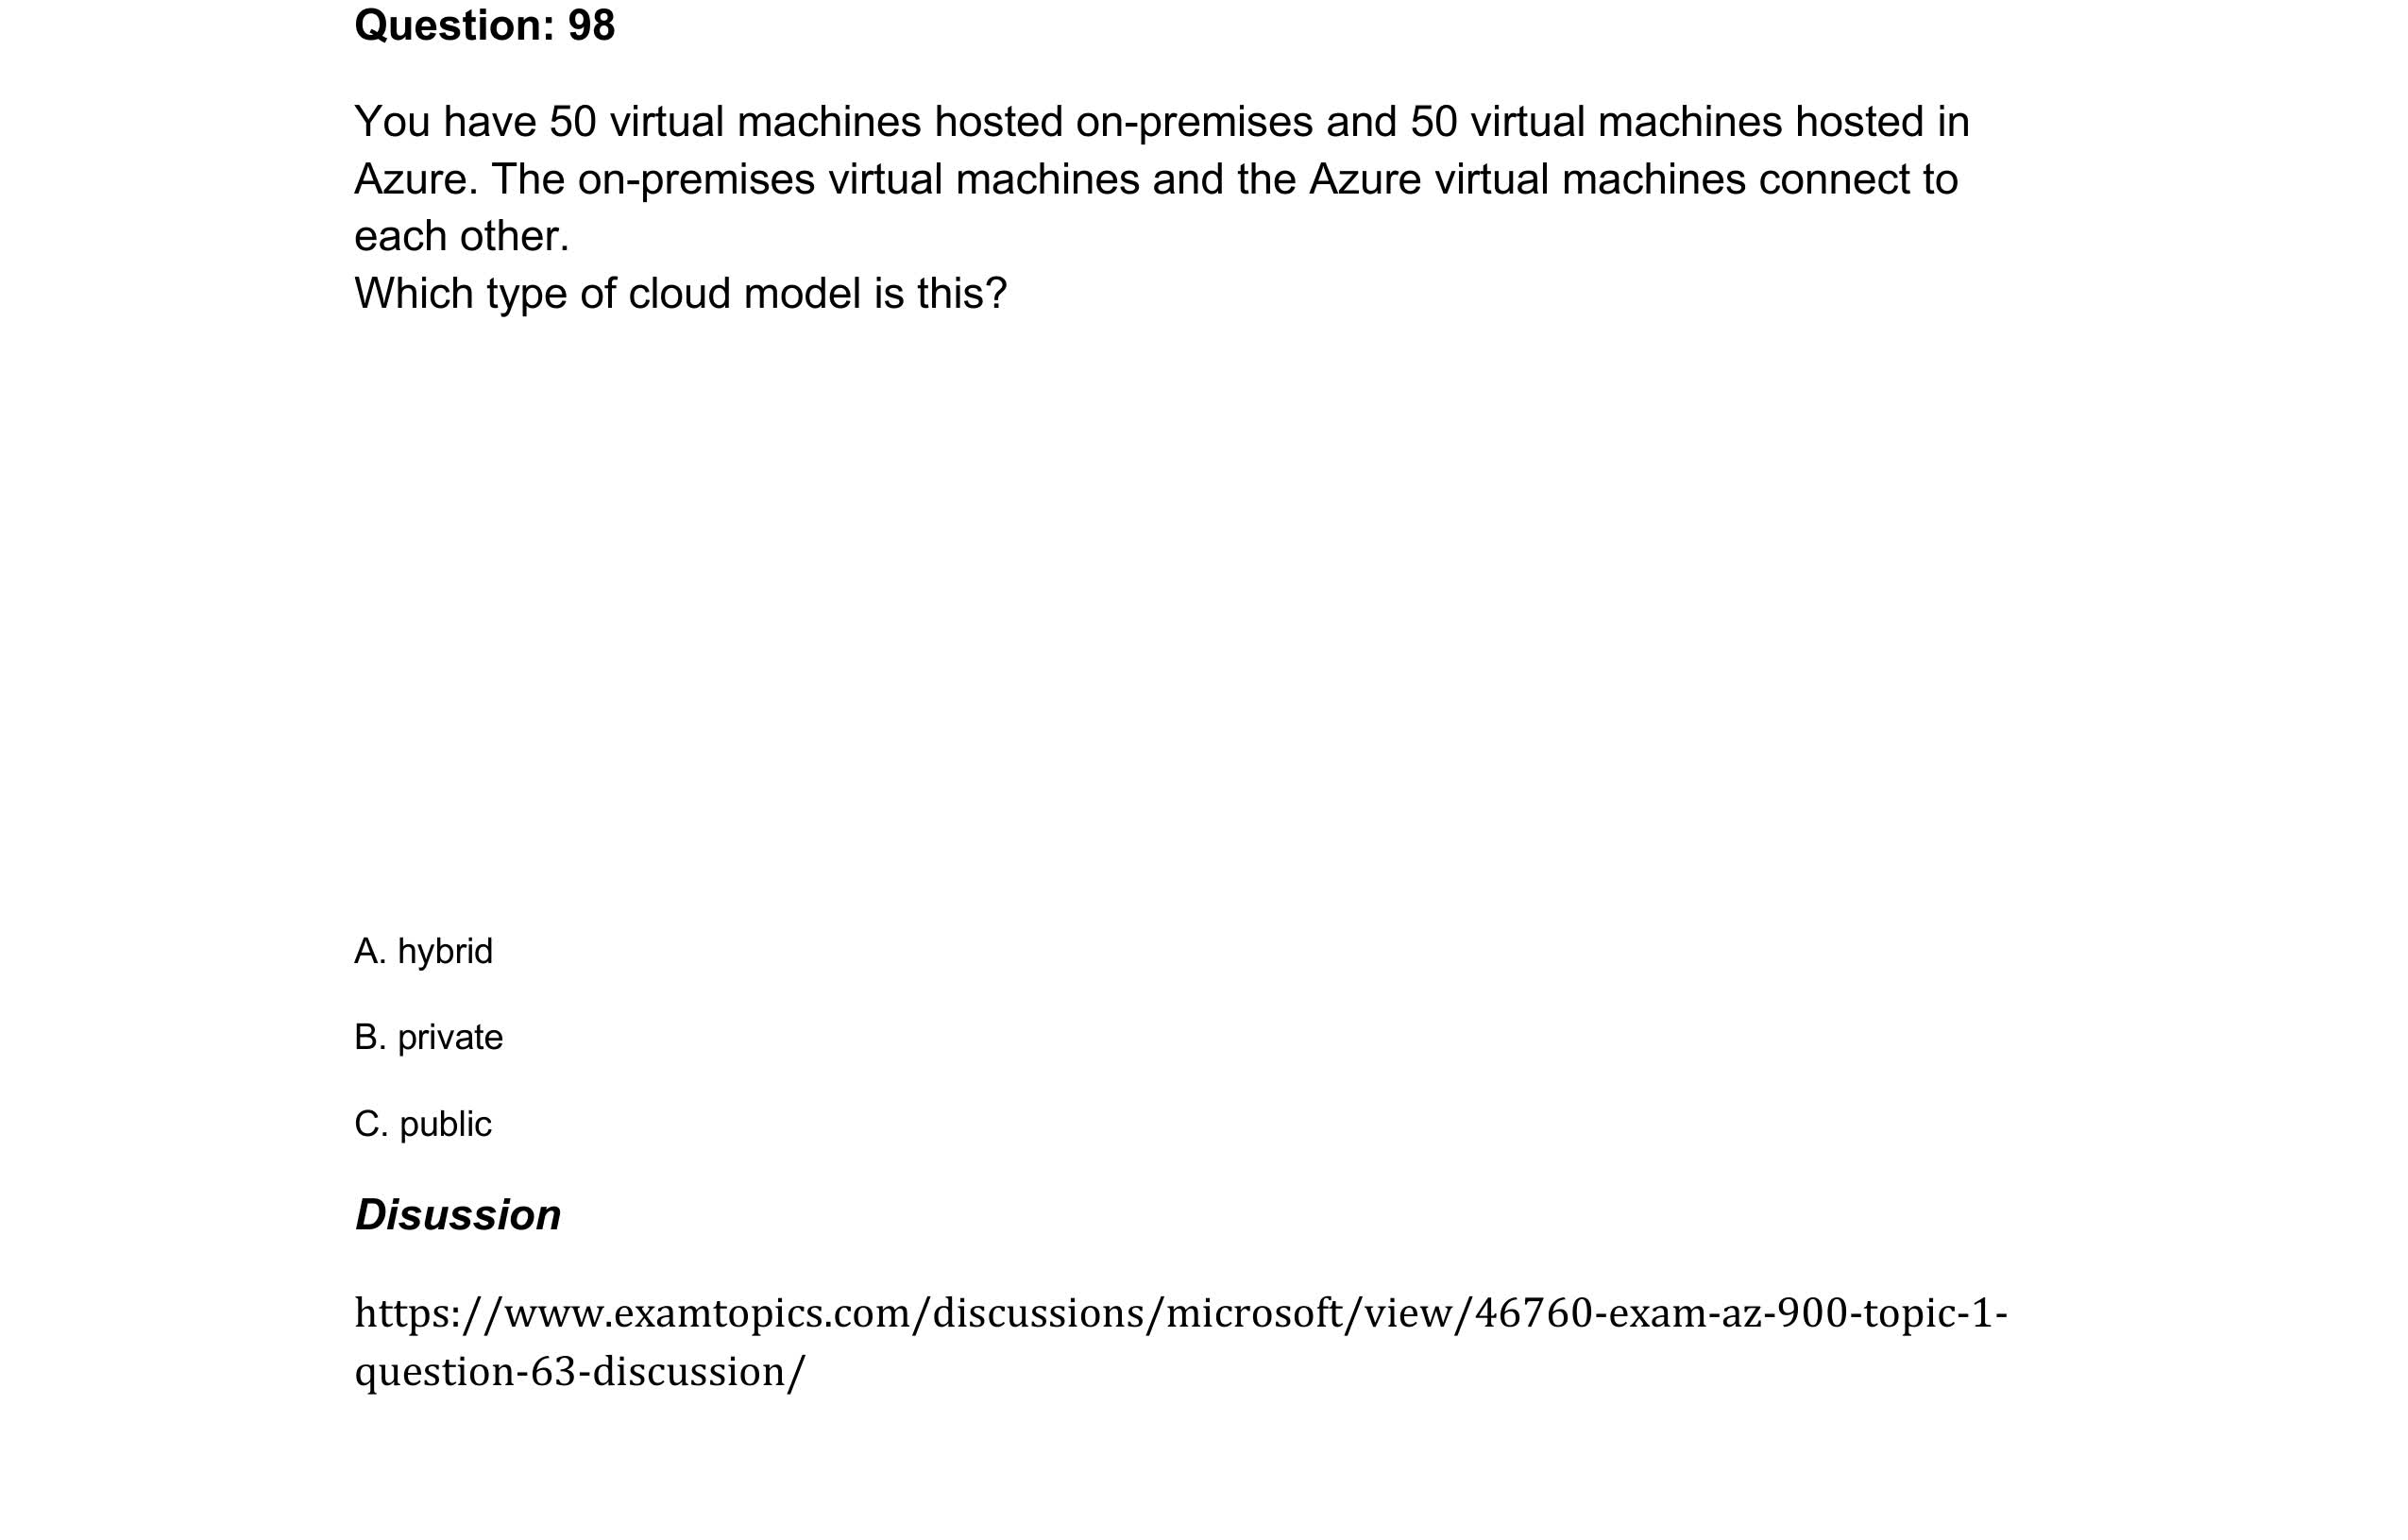 Question: 98
You have 50 virtual machines hosted on-premises and 50 virtual machines hosted in
Azure. The on-premises virtual machines and the Azure virtual machines connect to
each other.
Which type of cloud model is this?
A. hybrid
B. private
C. public
Disussion
https://www.examtopics.com/discussions/microsoft/view/46760-exam-az-900-topic-1-
question-63-discussion/